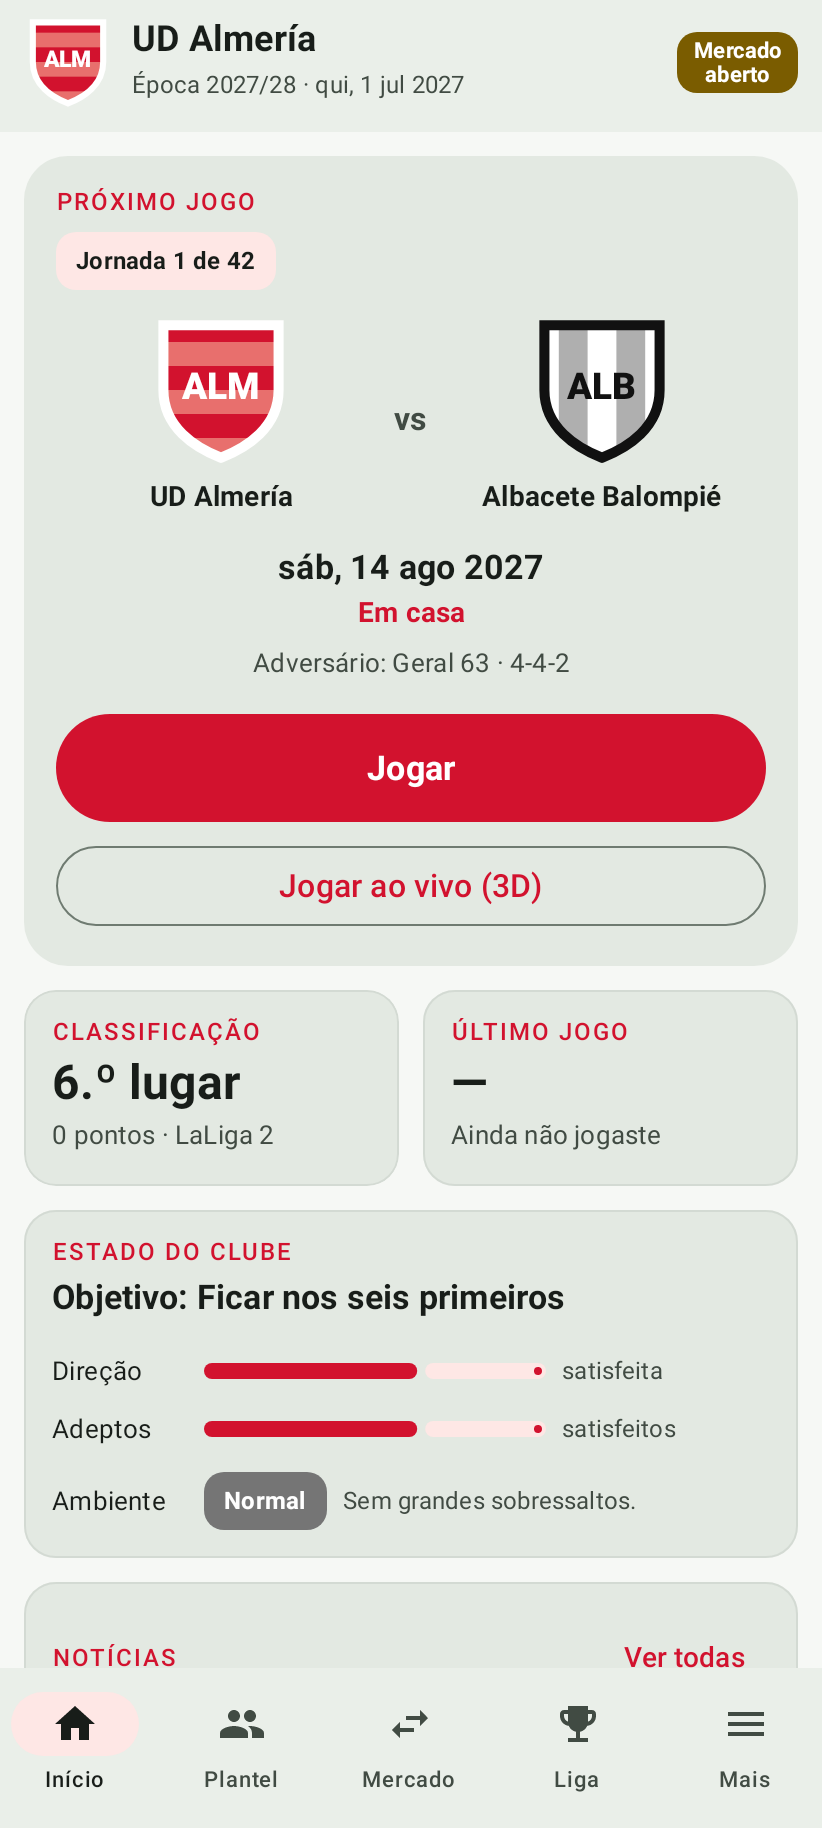 ALM
UD Almería
Época 2027/28 · qui, 1 jul 2027
Mercado
aberto
PRÓXIMO JOGO
Jornada 1 de 42
ALM
vs
ALB
UD Almería
Albacete Balompié
sáb, 14 ago 2027
Em casa
Adversário: Geral 63 · 4-4-2
Jogar
Jogar ao vivo (3D)
CLASSIFICAÇÃO
6.º lugar
0 pontos · LaLiga 2
ÚLTIMO JOGO
—
Ainda não jogaste
ESTADO DO CLUBE
Objetivo: Ficar nos seis primeiros
Direção satisfeita
Adeptos satisfeitos
Ambiente Normal Sem grandes sobressaltos.
NOTÍCIAS Ver todas
Início Plantel Mercado Liga Mais